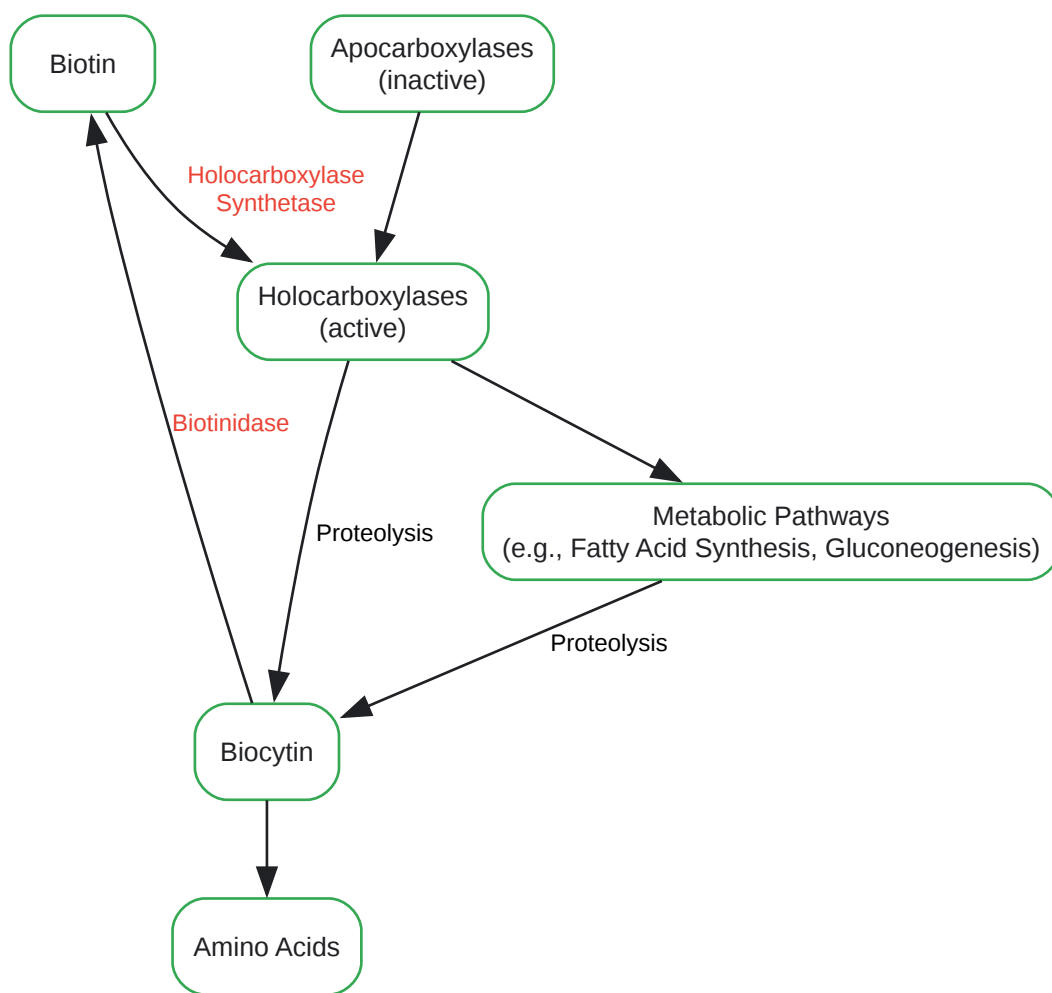 Biotin
Apocarboxylases
(inactive)
Holocarboxylase
Synthetase
Holocarboxylases
(active)
Biotinidase
Metabolic Pathways
(e.g., Fatty Acid Synthesis, Gluconeogenesis)
Proteolysis
Proteolysis
Biocytin
Amino Acids